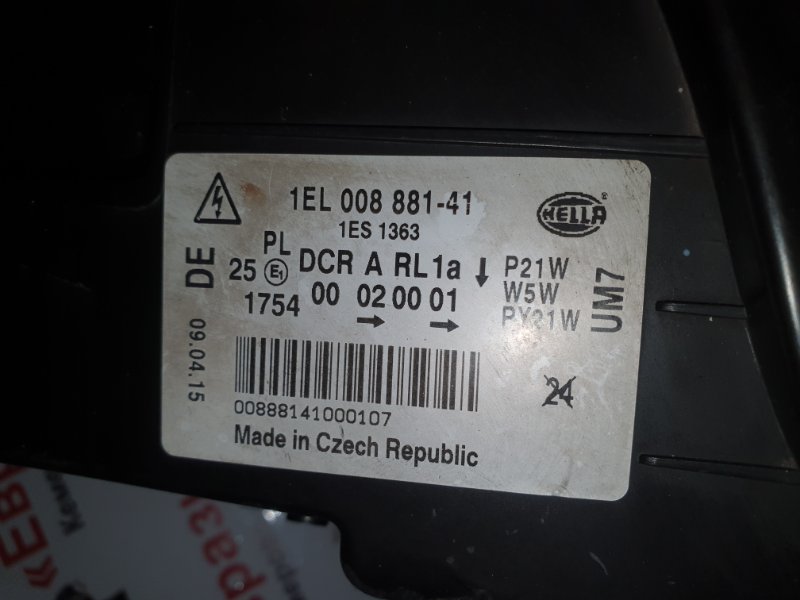 1EL 008 881-41
1ES 1363
HELLA ®
DE
09.04.15
PL
25 E1 DCR A RL1a ↓
1754 00 02 00 01
→ →
P21W
W5W
PY21W
UM7
24
00888141000107
Made in Czech Republic
«ЕВР